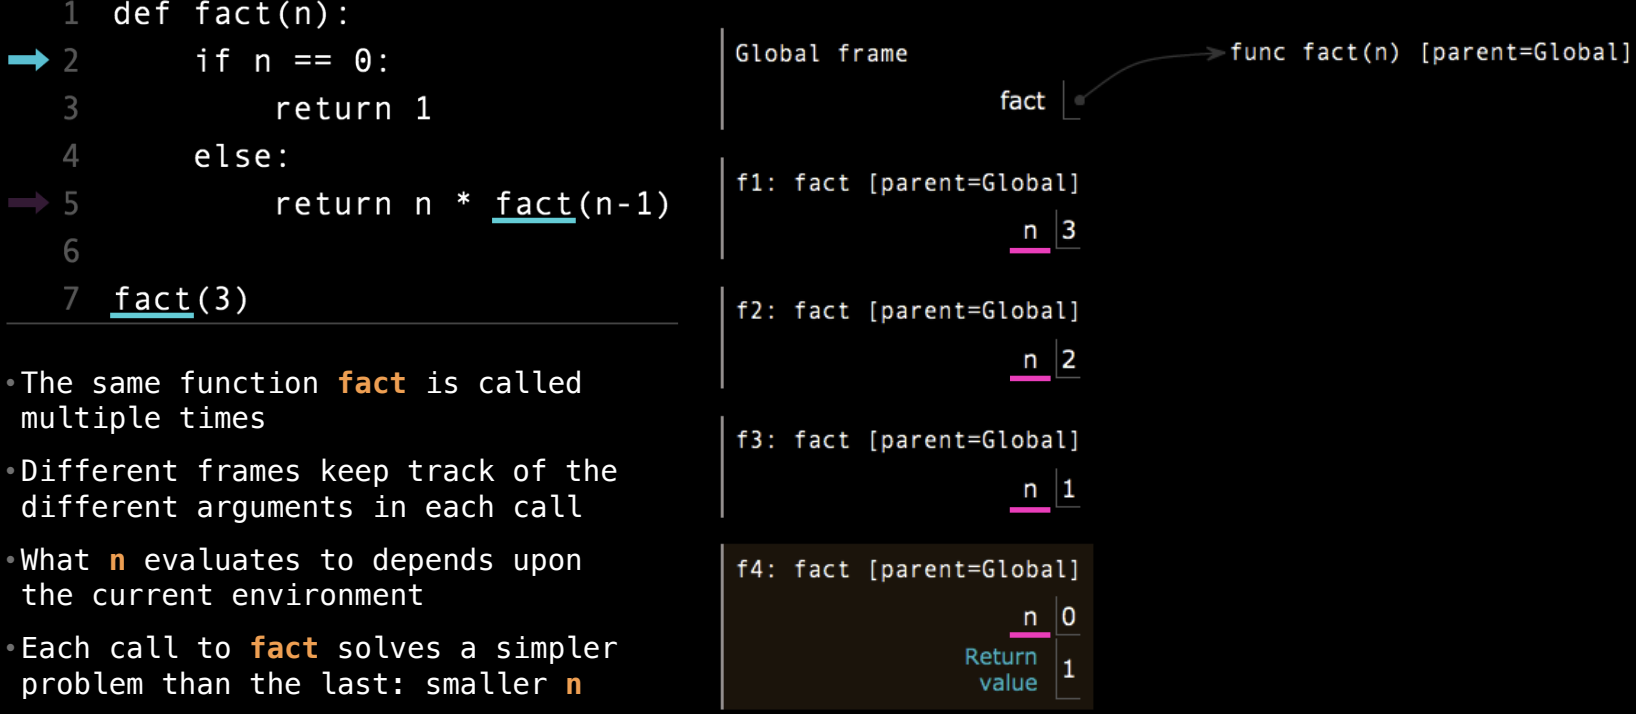 1 def fact(n):
2 if n == 0:
3 return 1
4 else:
5 return n * fact(n-1)
6
7 fact(3)
•The same function fact is called
multiple times
•Different frames keep track of the
different arguments in each call
•What n evaluates to depends upon
the current environment
•Each call to fact solves a simpler
problem than the last: smaller n
Global frame
fact
func fact(n) [parent=Global]
f1: fact [parent=Global]
n 3
f2: fact [parent=Global]
n 2
f3: fact [parent=Global]
n 1
f4: fact [parent=Global]
n 0
Return
value 1